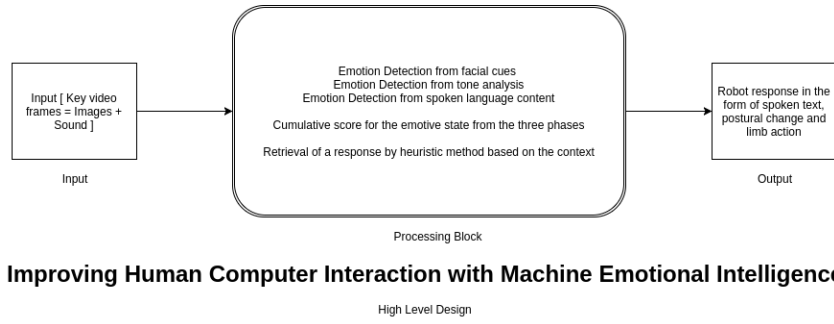 Input [ Key video
frames = Images +
Sound ]
Input
Emotion Detection from facial cues
Emotion Detection from tone analysis
Emotion Detection from spoken language content
Cumulative score for the emotive state from the three phases
Retrieval of a response by heuristic method based on the context
Processing Block
Robot response in the
form of spoken text,
postural change and
limb action
Output
Improving Human Computer Interaction with Machine Emotional Intelligence
High Level Design